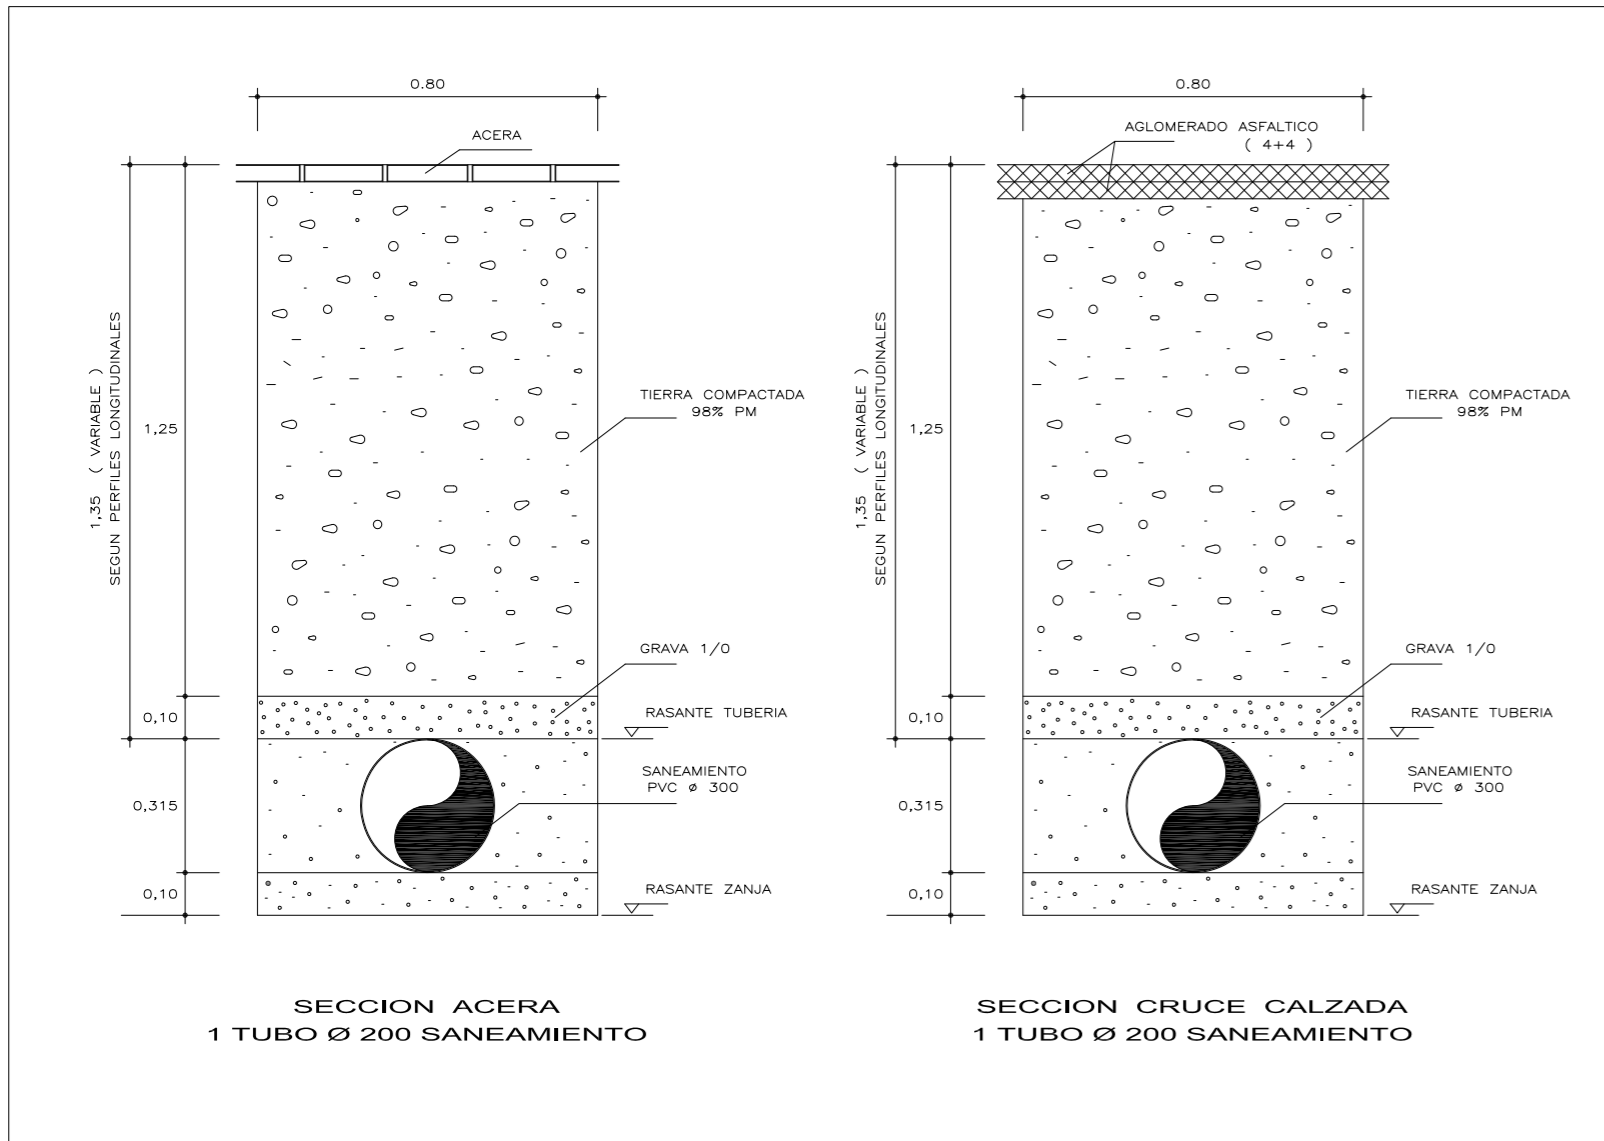 0.80
ACERA
1,35 ( VARIABLE )
SEGUN PERFILES LONGITUDINALES
1,25
TIERRA COMPACTADA
98% PM
GRAVA 1/0
0,10
RASANTE TUBERIA
SANEAMIENTO
PVC ø 300
0,315
0,10
RASANTE ZANJA
SECCION ACERA
1 TUBO Ø 200 SANEAMIENTO
0.80
AGLOMERADO ASFALTICO
( 4+4 )
1,35 ( VARIABLE )
SEGUN PERFILES LONGITUDINALES
1,25
TIERRA COMPACTADA
98% PM
GRAVA 1/0
0,10
RASANTE TUBERIA
SANEAMIENTO
PVC ø 300
0,315
0,10
RASANTE ZANJA
SECCION CRUCE CALZADA
1 TUBO Ø 200 SANEAMIENTO